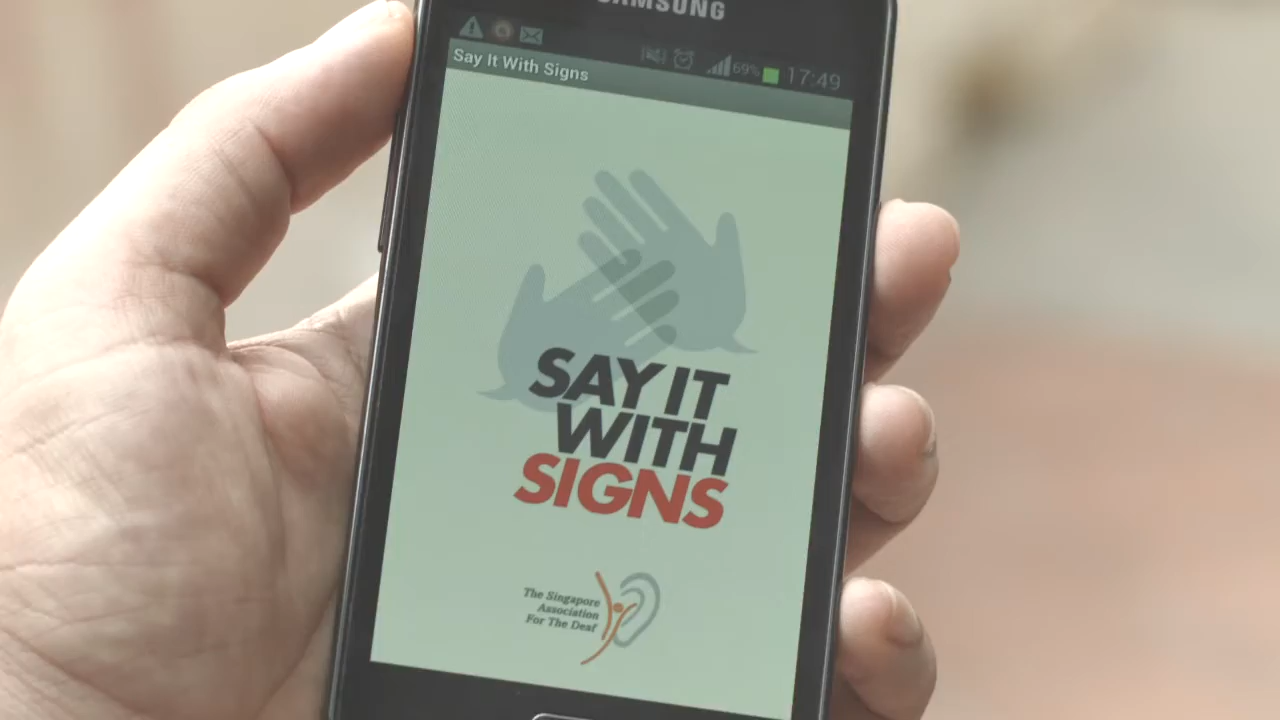 SAMSUNG
69% 17:49
Say It With Signs
SAY IT
WITH
SIGNS
The Singapore
Association
For The Deaf